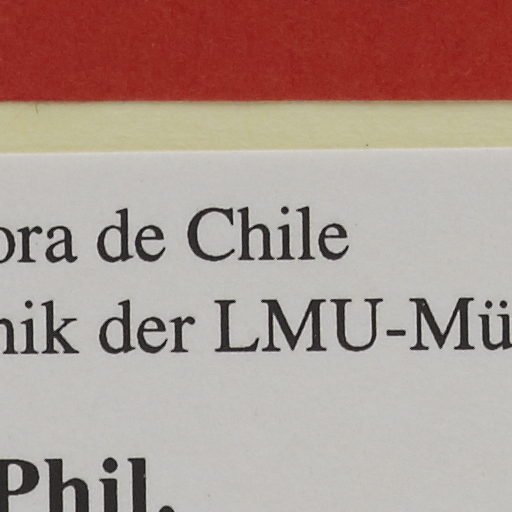 ora de Chile
nik der LMU-Mü
Phil.